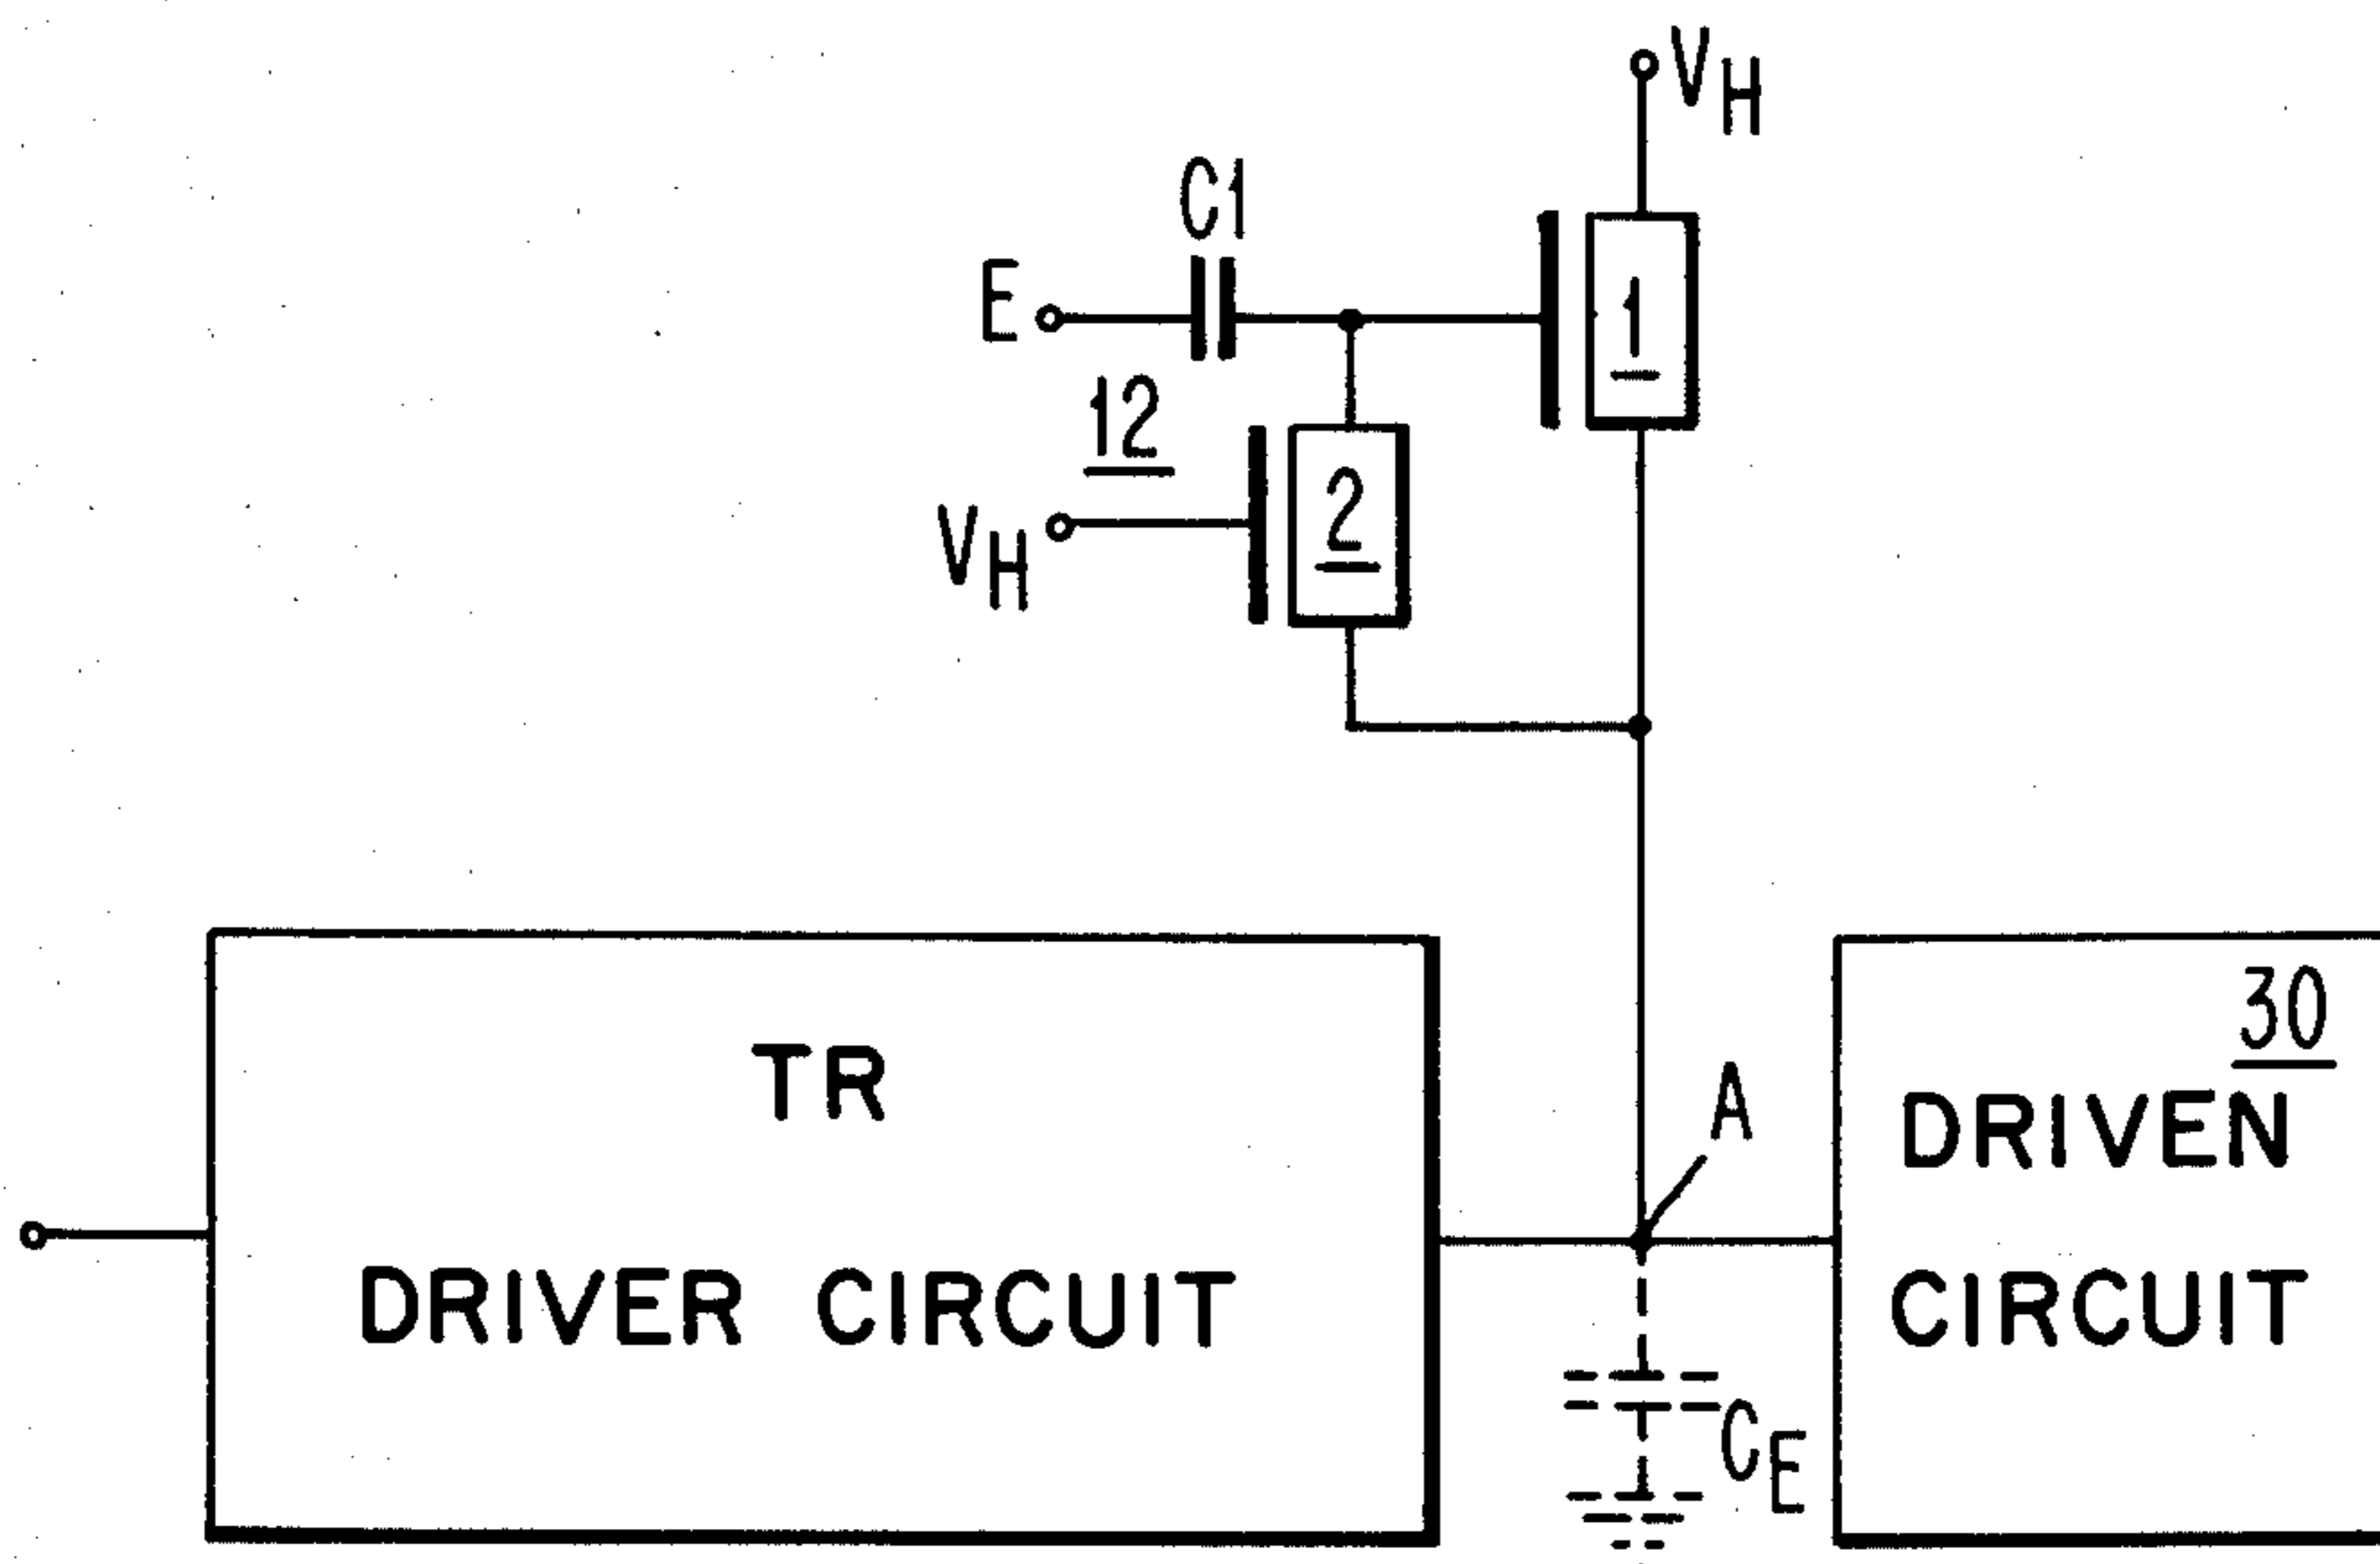 VH
C1
E
1
12
2
VH
30
TR
A
DRIVEN
DRIVER CIRCUIT
CIRCUIT
CE